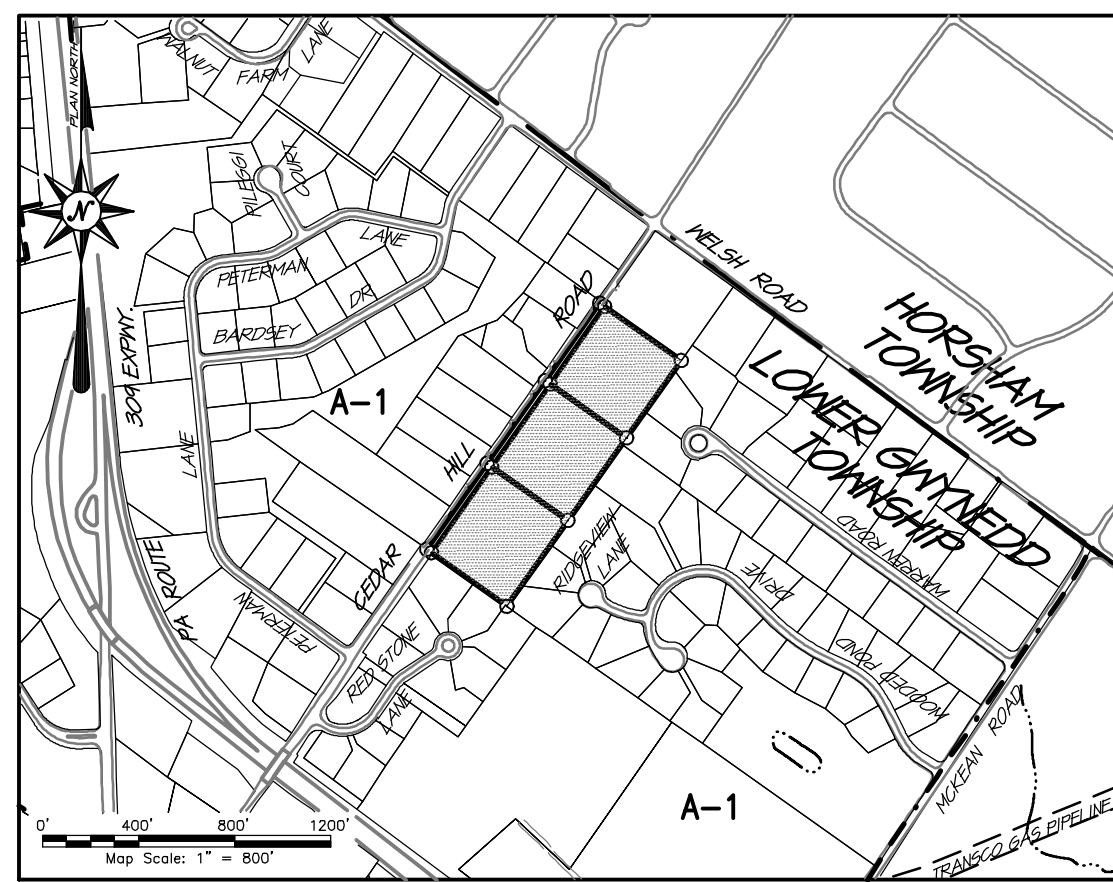 PLAN NORTH
WALNUT
FARM
LANE
PILEGGI
COURT
N
PETERMAN
LANE
BARDSEY
DR
309 EXPWY.
PA ROUTE
LANE
PETERMAN
A-1
ROAD
HILL
CEDAR
WELSH ROAD
HORSHAM
TOWNSHIP
LOWER GWYNEDD
TOWNSHIP
WARREN ROAD
RIDGEVIEW
LANE
DRIVE
WOODED POND
RED STONE
LANE
MCKEAN ROAD
A-1
TRANSCO GAS PIPELINE
0' 400' 800' 1200'
Map Scale: 1" = 800'